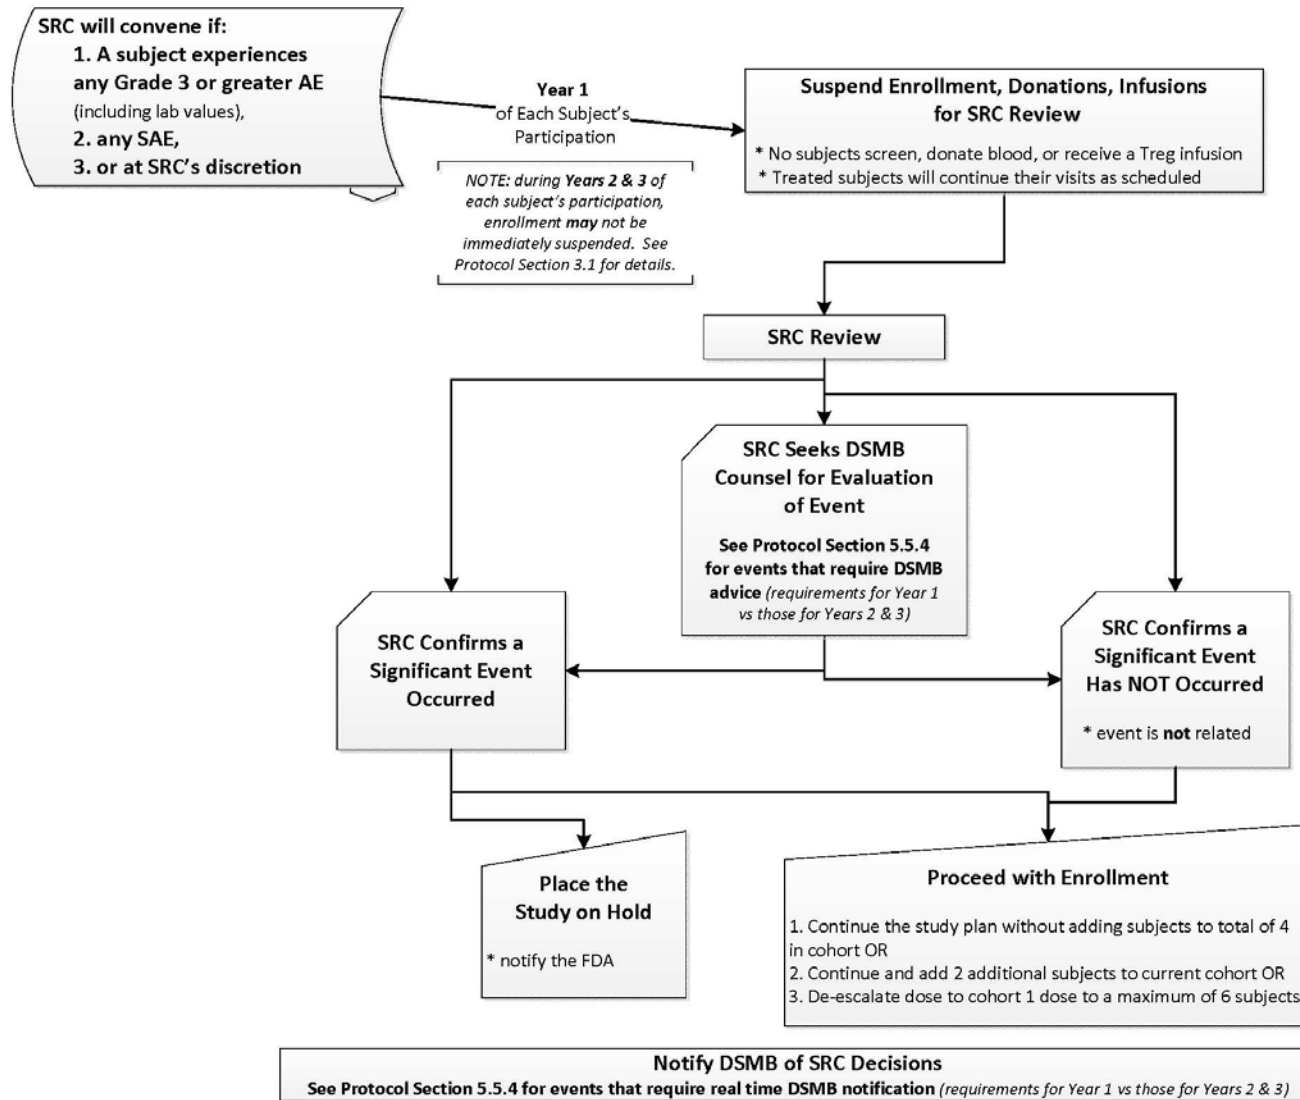 SRC will convene if:
1. A subject experiences
any Grade 3 or greater AE
(including lab values),
2. any SAE,
3. or at SRC's discretion
Year 1
of Each Subject's
Participation
NOTE: during Years 2 & 3 of
each subject's participation,
enrollment may not be
immediately suspended. See
Protocol Section 3.1 for details.
Suspend Enrollment, Donations, Infusions
for SRC Review
* No subjects screen, donate blood, or receive a Treg infusion
* Treated subjects will continue their visits as scheduled
SRC Review
SRC Seeks DSMB
Counsel for Evaluation
of Event
See Protocol Section 5.5.4
for events that require DSMB
advice (requirements for Year 1
vs those for Years 2 & 3)
SRC Confirms a
Significant Event
Occurred
SRC Confirms a
Significant Event
Has NOT Occurred
* event is not related
Place the
Study on Hold
* notify the FDA
Proceed with Enrollment
1. Continue the study plan without adding subjects to total of 4
in cohort OR
2. Continue and add 2 additional subjects to current cohort OR
3. De-escalate dose to cohort 1 dose to a maximum of 6 subjects
Notify DSMB of SRC Decisions
See Protocol Section 5.5.4 for events that require real time DSMB notification (requirements for Year 1 vs those for Years 2 & 3)